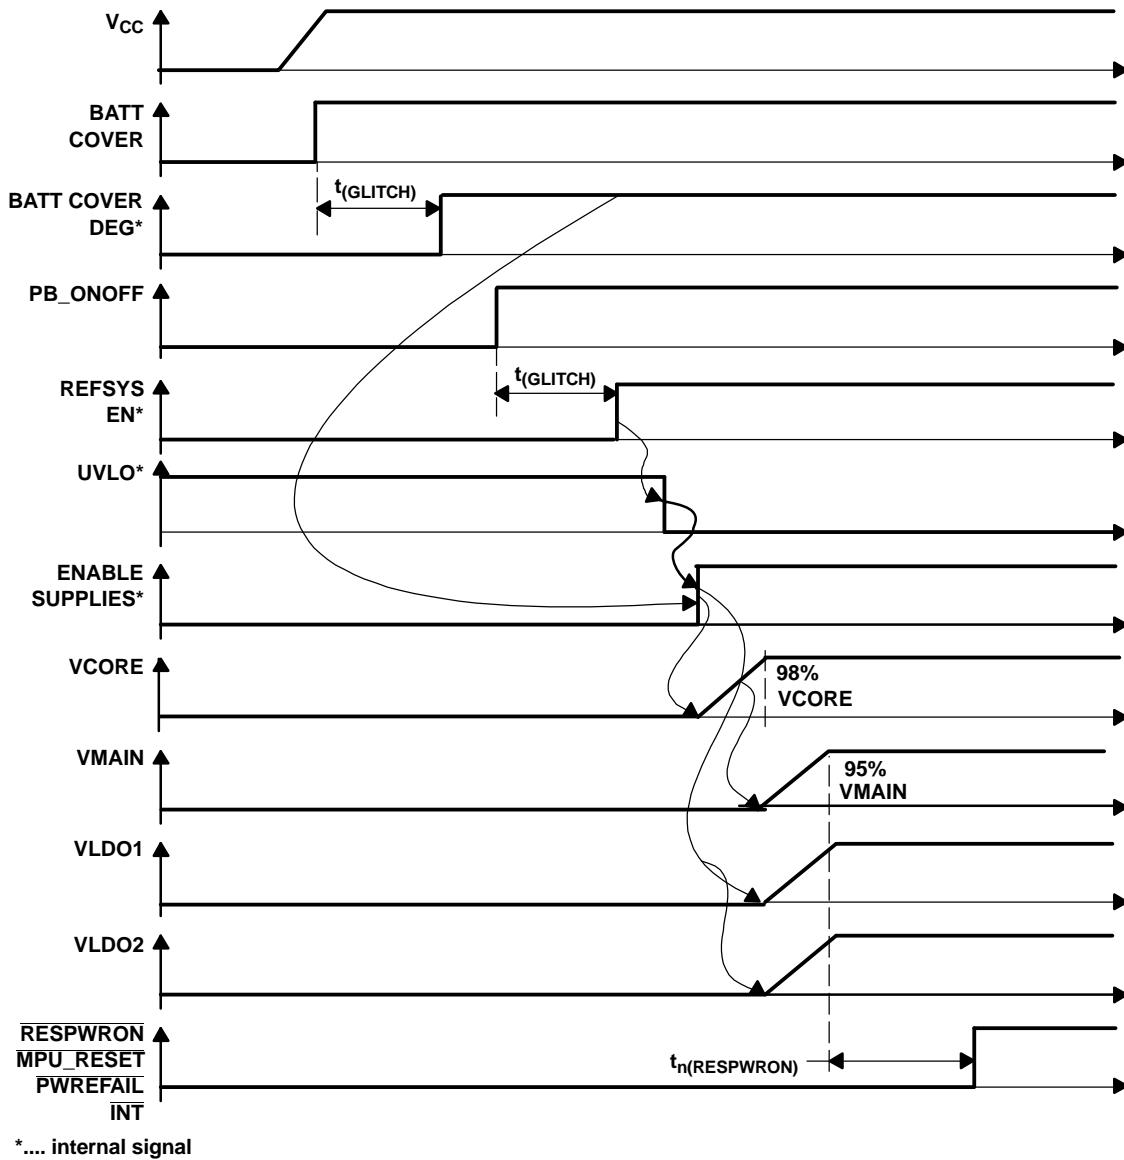 VCC
BATT
COVER
t(GLITCH)
BATT COVER
DEG*
PB_ONOFF
t(GLITCH)
REFSYS
EN*
UVLO*
ENABLE
SUPPLIES*
VCORE
98%
VCORE
VMAIN
95%
VMAIN
VLDO1
VLDO2
RESPWRON
MPU_RESET
tn(RESPWRON)
PWREFAIL
INT
*.... internal signal